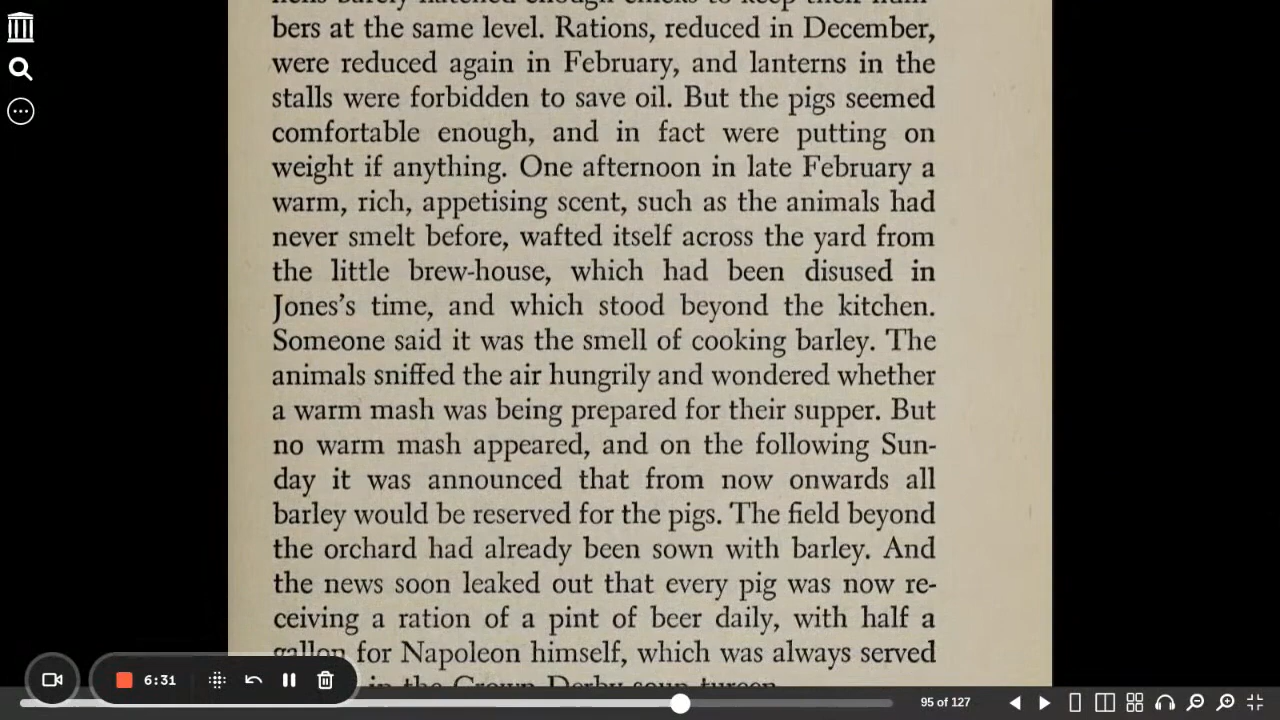 bers at the same level. Rations, reduced in December,
were reduced again in February, and lanterns in the
stalls were forbidden to save oil. But the pigs seemed
comfortable enough, and in fact were putting on
weight if anything. One afternoon in late February a
warm, rich, appetising scent, such as the animals had
never smelt before, wafted itself across the yard from
the little brew-house, which had been disused in
Jones's time, and which stood beyond the kitchen.
Someone said it was the smell of cooking barley. The
animals sniffed the air hungrily and wondered whether
a warm mash was being prepared for their supper. But
no warm mash appeared, and on the following Sun-
day it was announced that from now onwards all
barley would be reserved for the pigs. The field beyond
the orchard had already been sown with barley. And
the news soon leaked out that every pig was now re-
ceiving a ration of a pint of beer daily, with half a
gallon for Napoleon himself, which was always served
in the Crown Derby soup tureen.
6:31
95 of 127